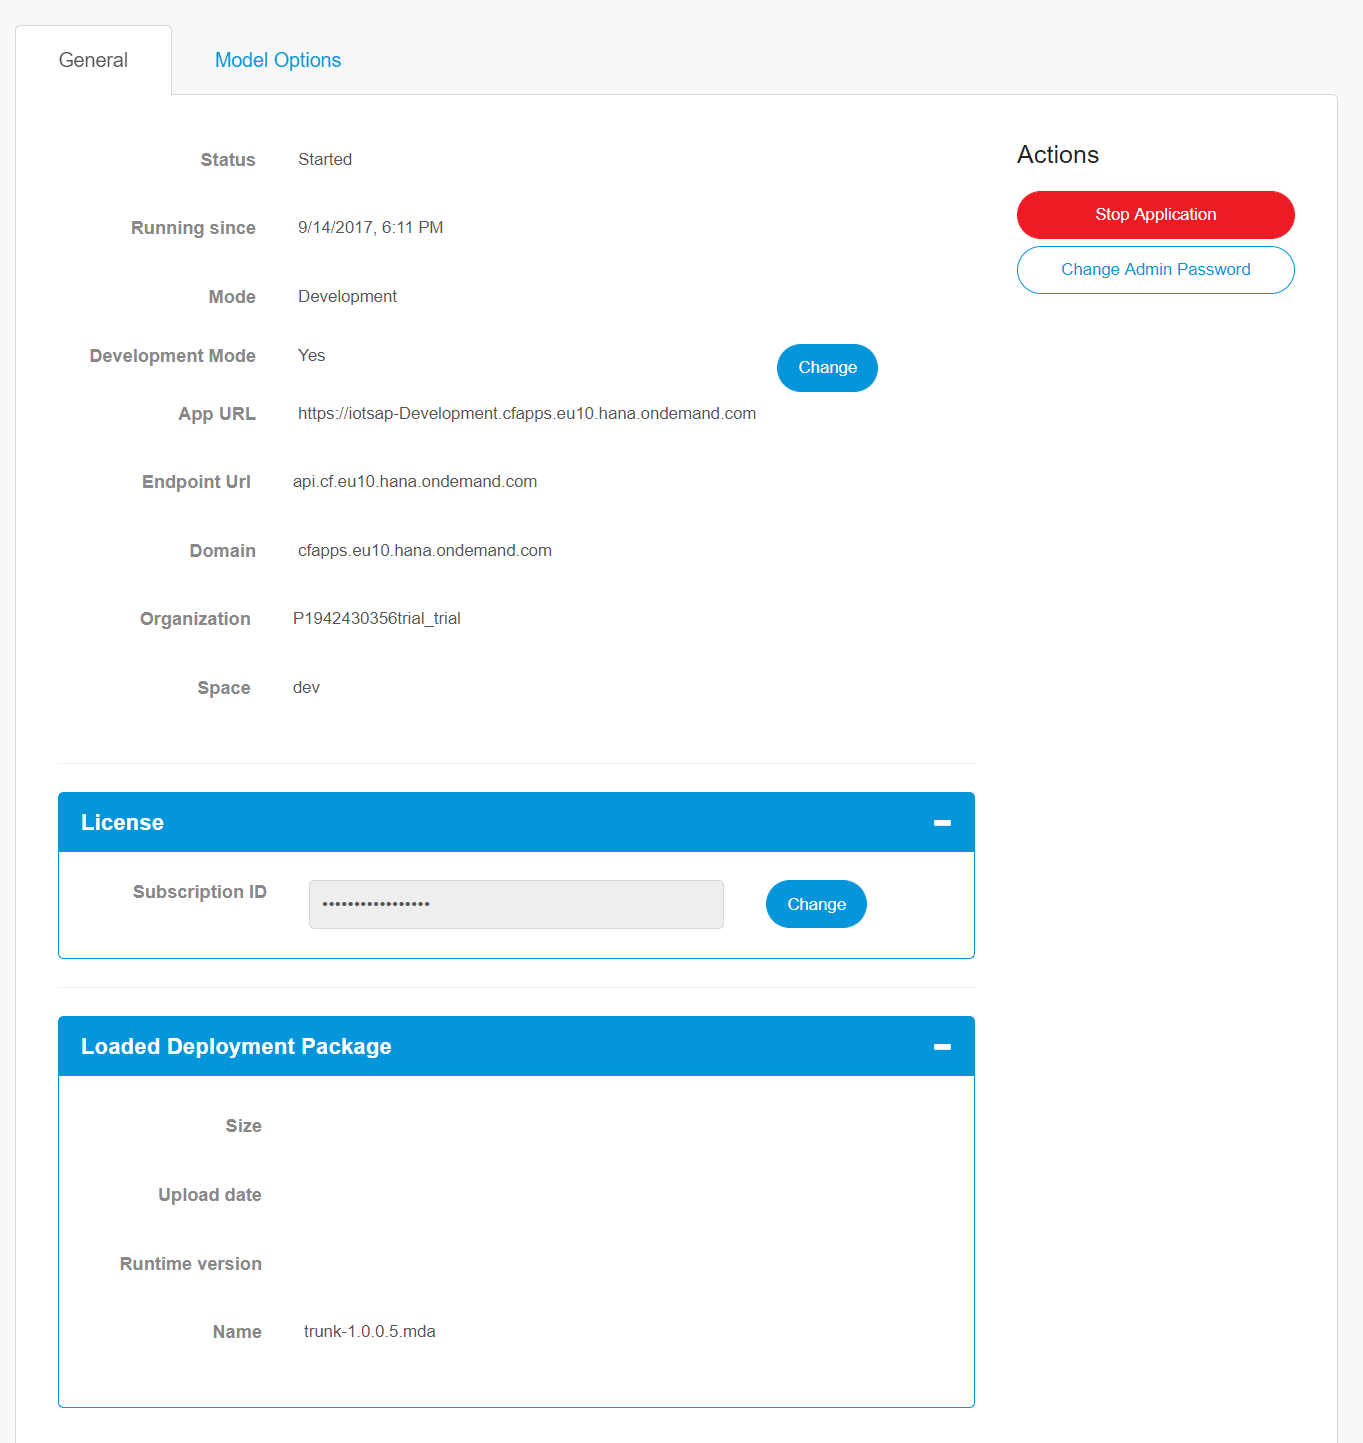 General
Model Options
Status Started
Running since 9/14/2017, 6:11 PM
Mode Development
Development Mode Yes Change
App URL https://iotsap-Development.cfapps.eu10.hana.ondemand.com
Endpoint Url api.cf.eu10.hana.ondemand.com
Domain cfapps.eu10.hana.ondemand.com
Organization P1942430356trial_trial
Space dev
Actions
Stop Application
Change Admin Password
License
Subscription ID ••••••••••••••••• Change
Loaded Deployment Package
Size
Upload date
Runtime version
Name trunk-1.0.0.5.mda